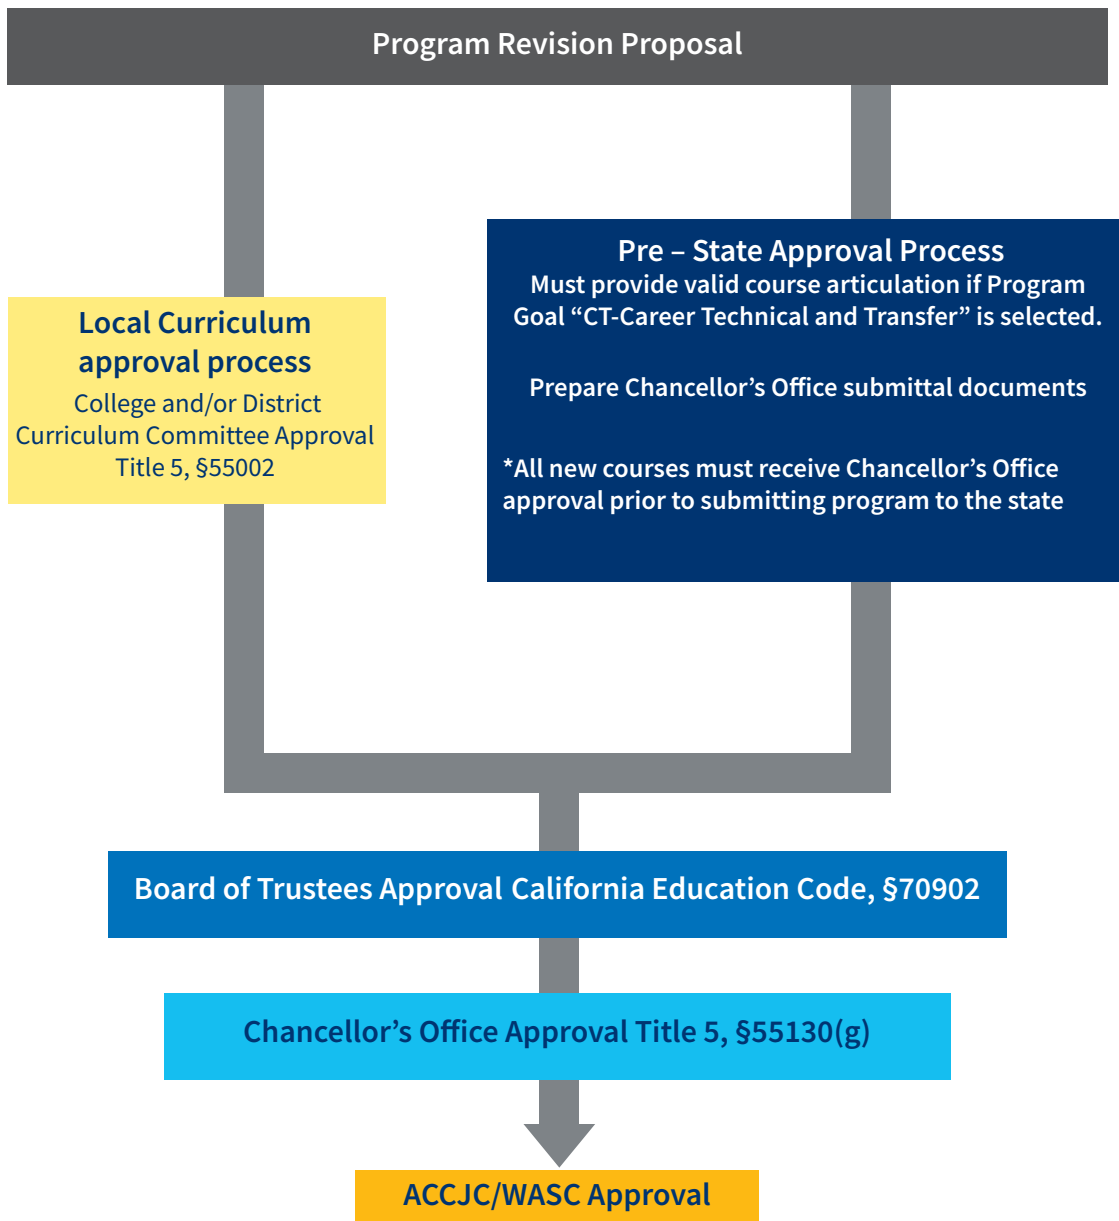 Program Revision Proposal
Local Curriculum
approval process
College and/or District
Curriculum Committee Approval
Title 5, §55002
Pre – State Approval Process
Must provide valid course articulation if Program
Goal “CT-Career Technical and Transfer” is selected.
Prepare Chancellor’s Office submittal documents
*All new courses must receive Chancellor’s Office
approval prior to submitting program to the state
Board of Trustees Approval California Education Code, §70902
Chancellor’s Office Approval Title 5, §55130(g)
ACCJC/WASC Approval